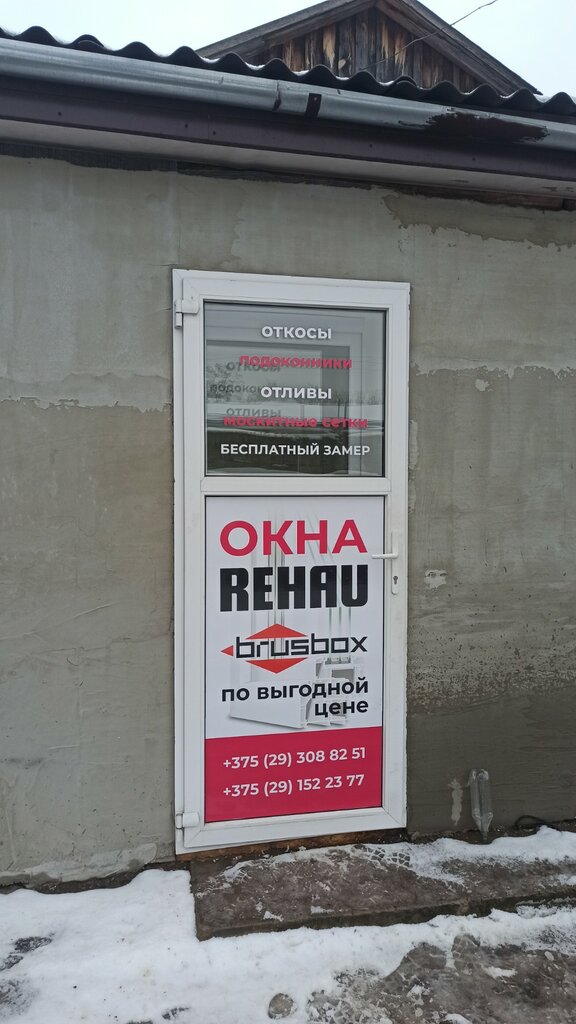 ОТКОСЫ
ПОДОКОННИКИ
ОТЛИВЫ
МОСКИТНЫЕ СЕТКИ
БЕСПЛАТНЫЙ ЗАМЕР
ОКНА
REHAU
brusbox
ПО ВЫГОДНОЙ
цене
+375 (29) 308 82 51
+375 (29) 152 23 77